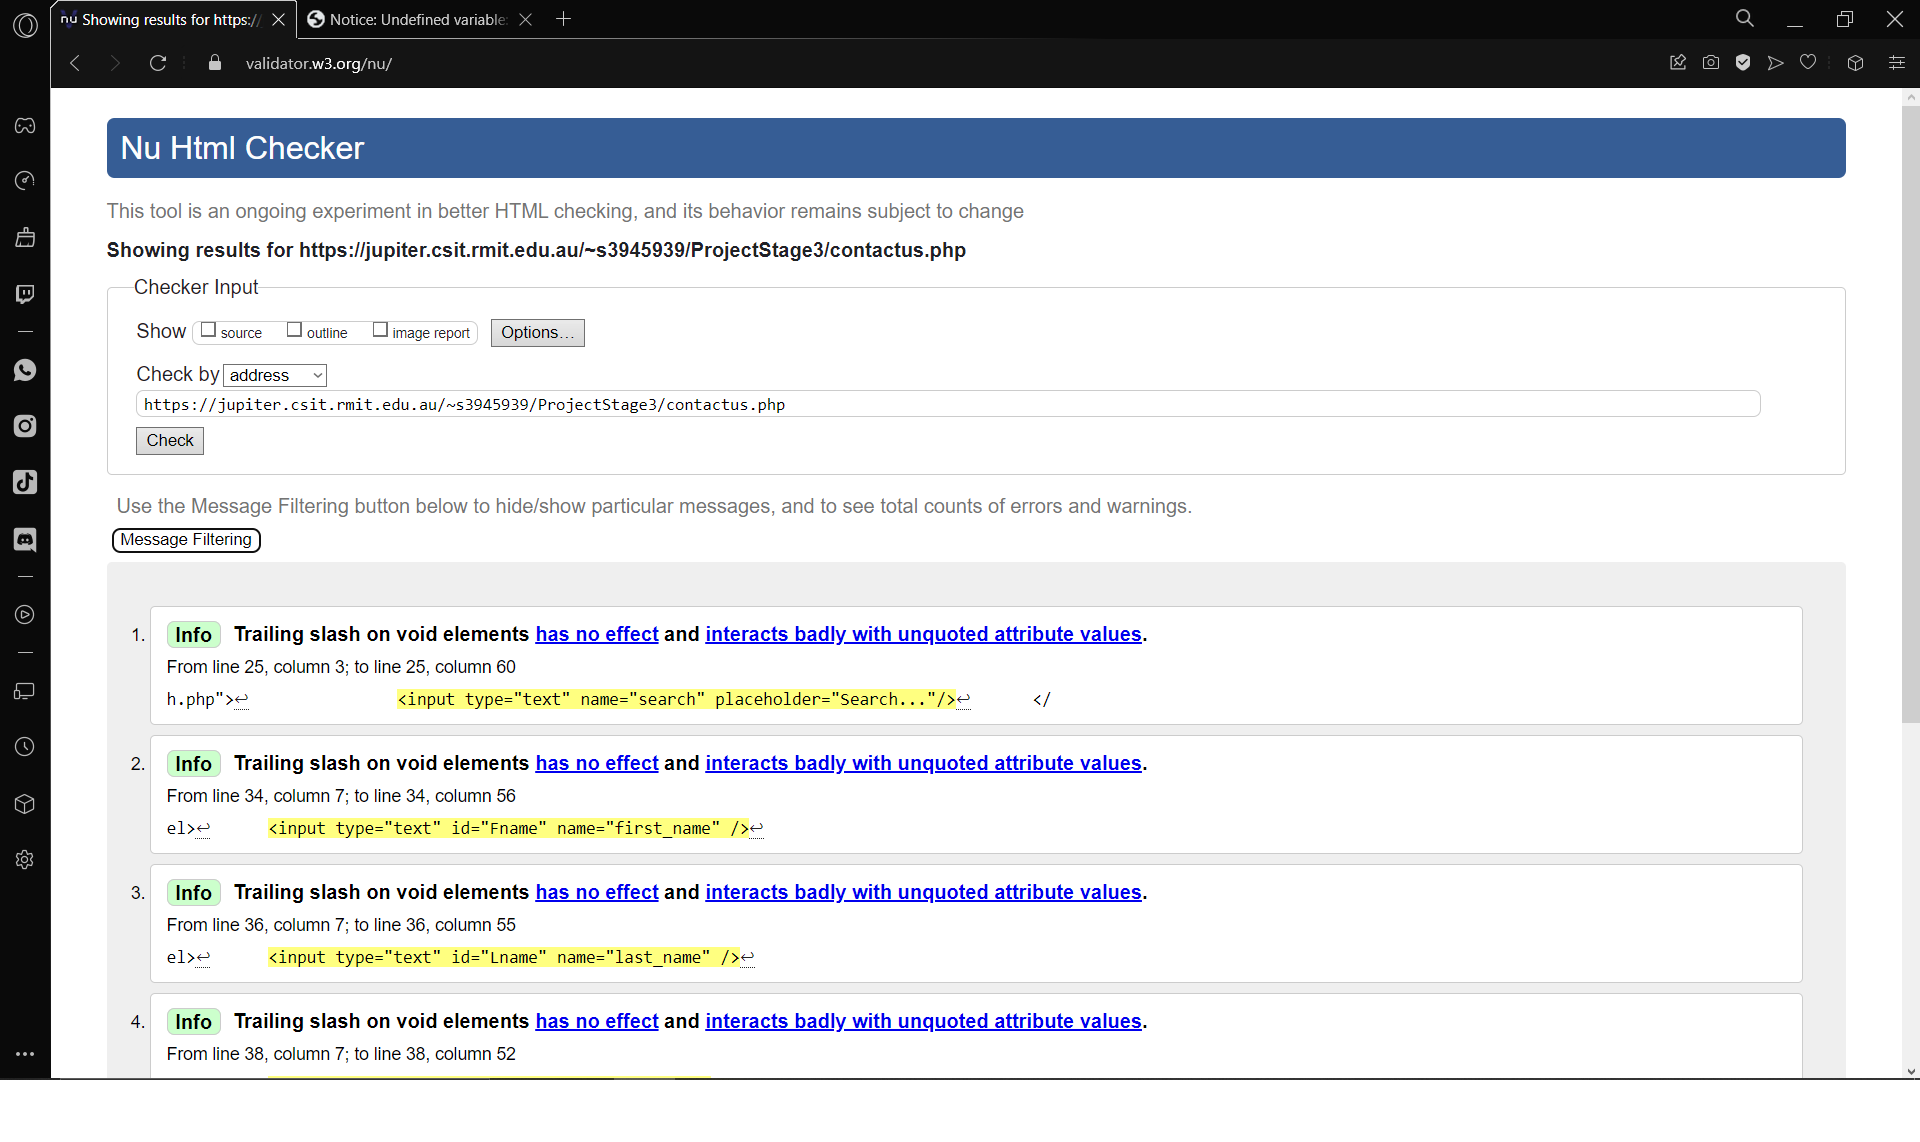 nu Showing results for https:/
Notice: Undefined variable:
validator.w3.org/nu/
Nu Html Checker
This tool is an ongoing experiment in better HTML checking, and its behavior remains subject to change
Showing results for https://jupiter.csit.rmit.edu.au/~s3945939/ProjectStage3/contactus.php
Checker Input
Show source outline image report Options...
Check by address
https://jupiter.csit.rmit.edu.au/~s3945939/ProjectStage3/contactus.php
Check
Use the Message Filtering button below to hide/show particular messages, and to see total counts of errors and warnings.
Message Filtering
1. Info Trailing slash on void elements has no effect and interacts badly with unquoted attribute values.
From line 25, column 3; to line 25, column 60
h.php">↩ <input type="text" name="search" placeholder="Search..."/>↩ </
2. Info Trailing slash on void elements has no effect and interacts badly with unquoted attribute values.
From line 34, column 7; to line 34, column 56
el>↩ <input type="text" id="Fname" name="first_name" />↩
3. Info Trailing slash on void elements has no effect and interacts badly with unquoted attribute values.
From line 36, column 7; to line 36, column 55
el>↩ <input type="text" id="Lname" name="last_name" />↩
4. Info Trailing slash on void elements has no effect and interacts badly with unquoted attribute values.
From line 38, column 7; to line 38, column 52